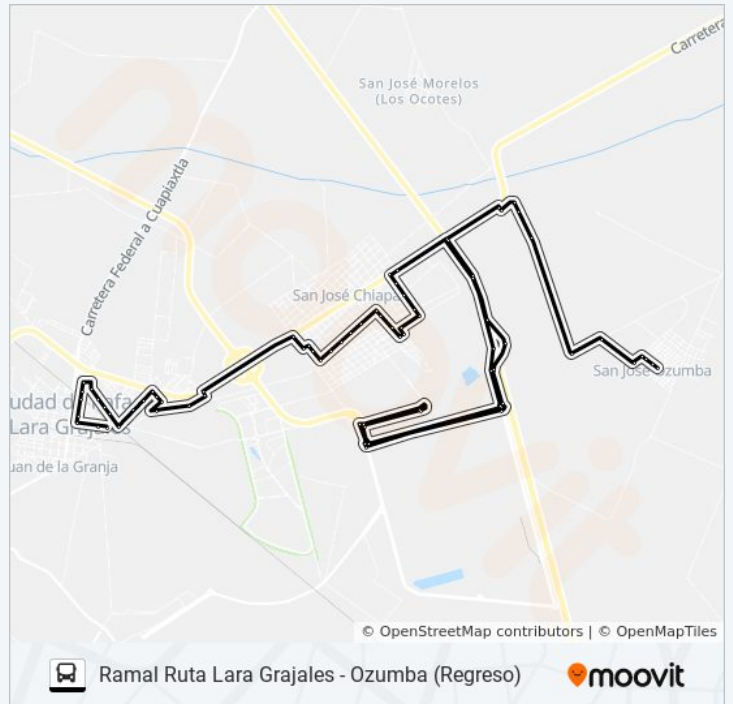 Carretera
San José Morelos
(Los Ocotes)
Carretera Federal a Cuapiaxtla
San José Chiapa
San José Ozumba
udad de Rafa
Lara Grajales
uan de la Granja
moovit
© OpenStreetMap contributors | © OpenMapTiles
Ramal Ruta Lara Grajales - Ozumba (Regreso)
moovit